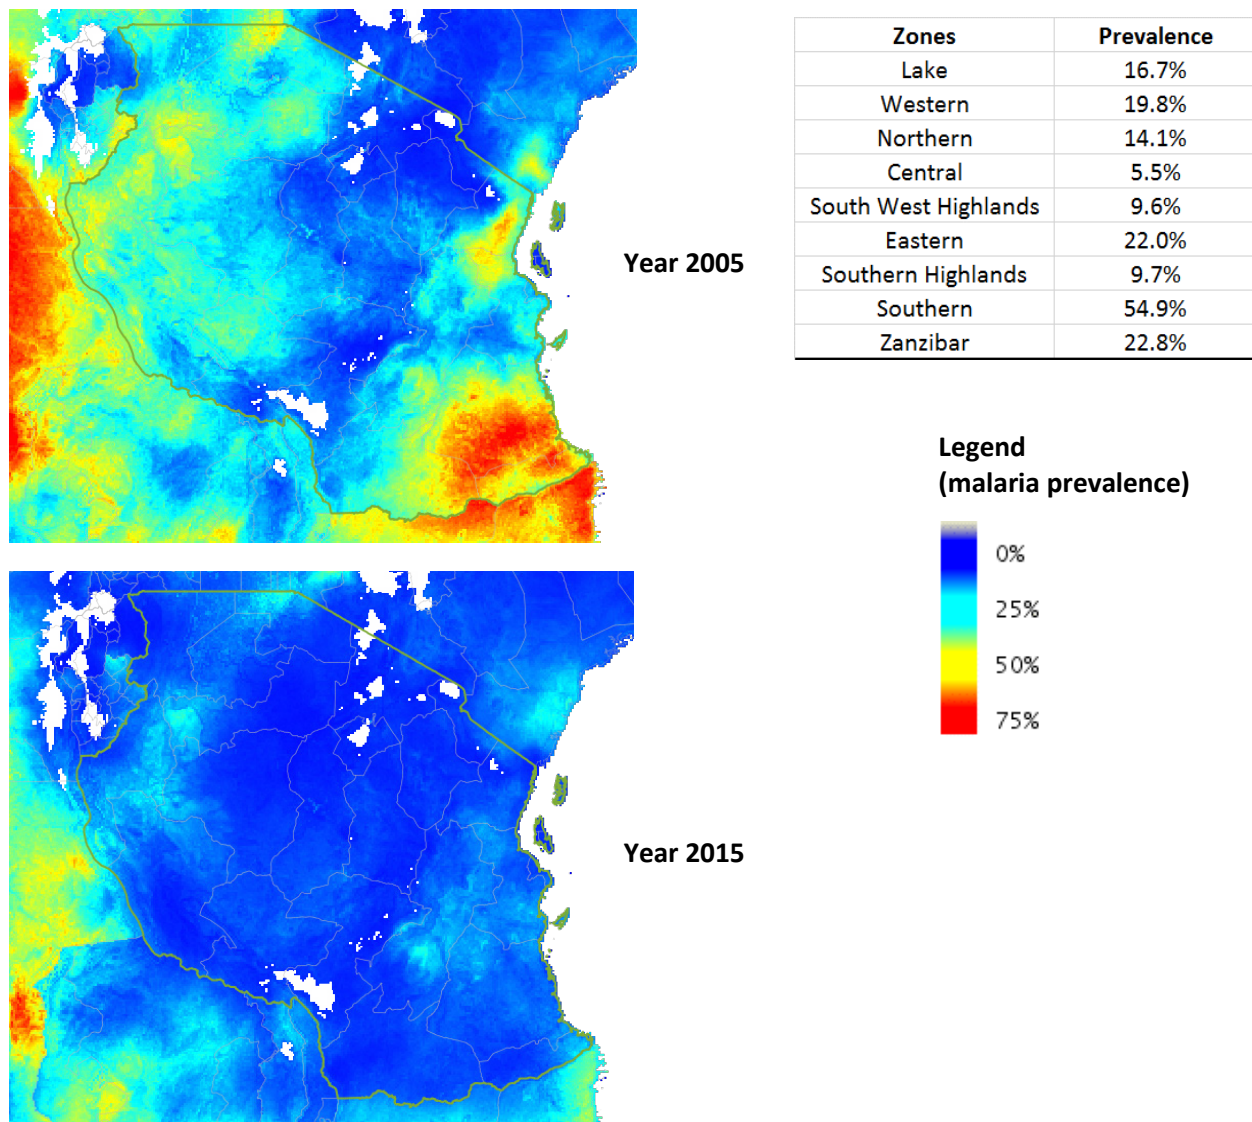 Zones Prevalence
Lake 16.7%
Western 19.8%
Northern 14.1%
Central 5.5%
South West Highlands 9.6%
Eastern 22.0%
Southern Highlands 9.7%
Southern 54.9%
Zanzibar 22.8%
Year 2005
Legend
(malaria prevalence)
0%
25%
50%
75%
Year 2015